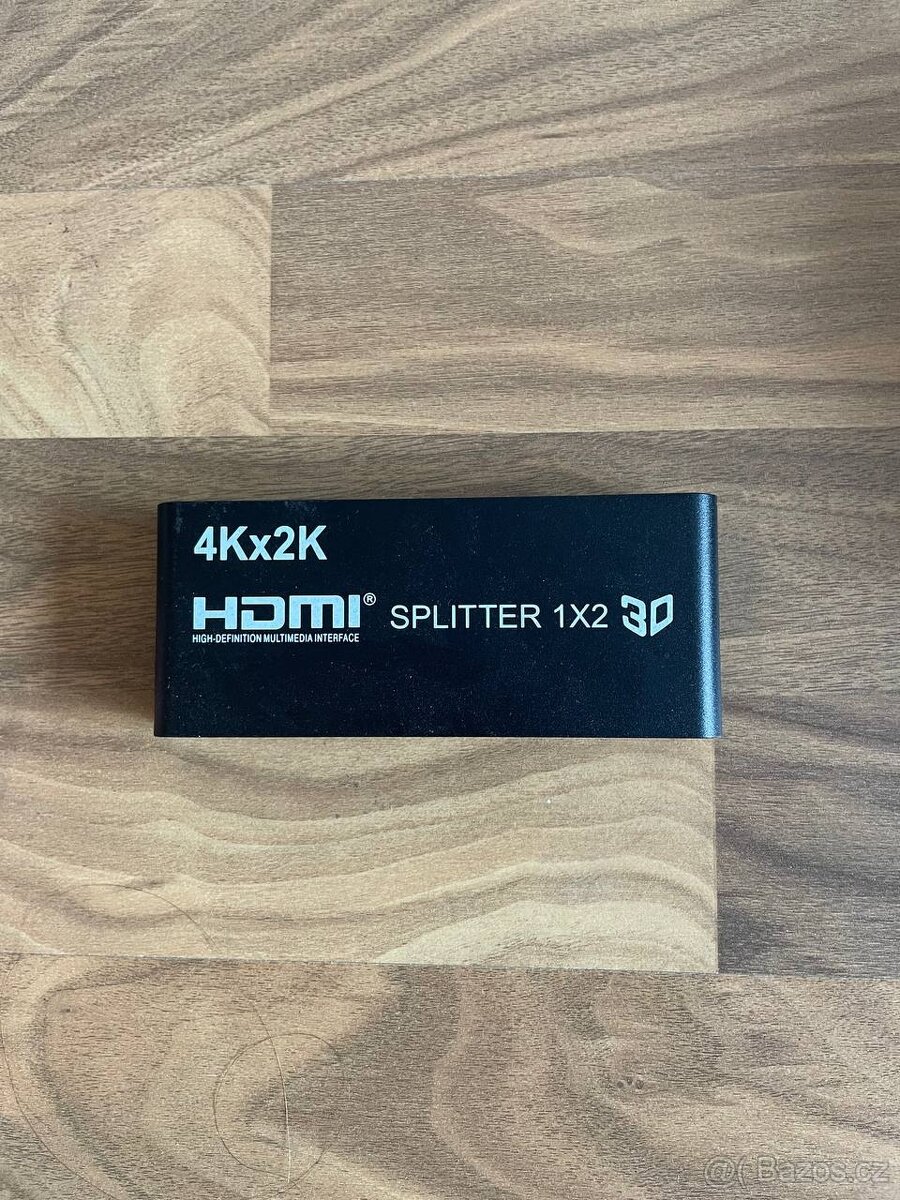 4Kx2K
HDMI® SPLITTER 1X2 3D
HIGH-DEFINITION MULTIMEDIA INTERFACE
@( Bazos.cz